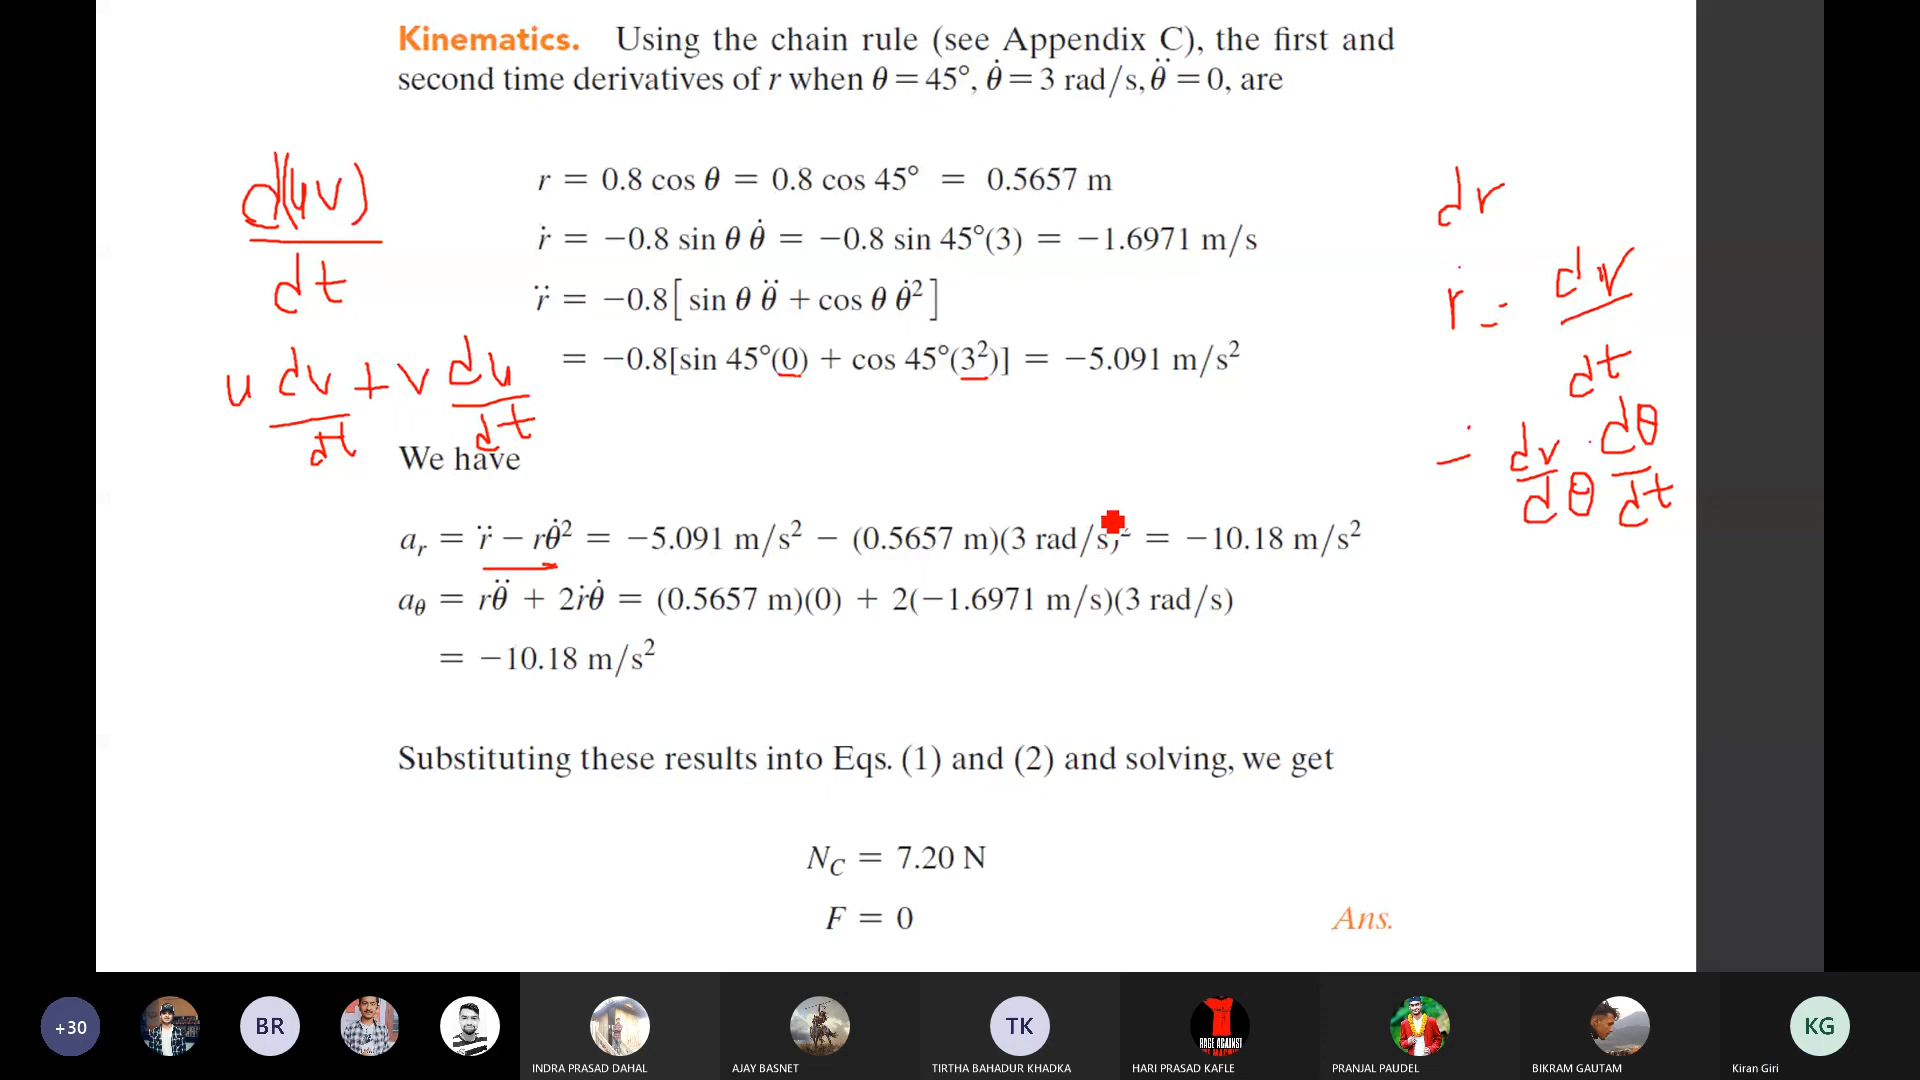 Kinematics. Using the chain rule (see Appendix C), the first and
second time derivatives of r when θ = 45°, θ̇ = 3 rad/s, θ̈ = 0, are
r = 0.8 cos θ = 0.8 cos 45° = 0.5657 m
ṙ = −0.8 sin θ θ̇ = −0.8 sin 45°(3) = −1.6971 m/s
r̈ = −0.8[sin θ θ̈ + cos θ θ̇²]
= −0.8[sin 45°(0) + cos 45°(3²)] = −5.091 m/s²
d(uv)
dt
u dv + v du
dt dt
dr
ṙ = dr
dt
= dr . dθ
dθ dt
We have
aᵣ = r̈ − rθ̇² = −5.091 m/s² − (0.5657 m)(3 rad/s)² = −10.18 m/s²
a_θ = rθ̈ + 2ṙθ̇ = (0.5657 m)(0) + 2(−1.6971 m/s)(3 rad/s)
= −10.18 m/s²
Substituting these results into Eqs. (1) and (2) and solving, we get
N_C = 7.20 N
F = 0 Ans.
+30 BR TK KG
RAGE AGAINST
INDRA PRASAD DAHAL AJAY BASNET TIRTHA BAHADUR KHADKA HARI PRASAD KAFLE PRANJAL PAUDEL BIKRAM GAUTAM Kiran Giri